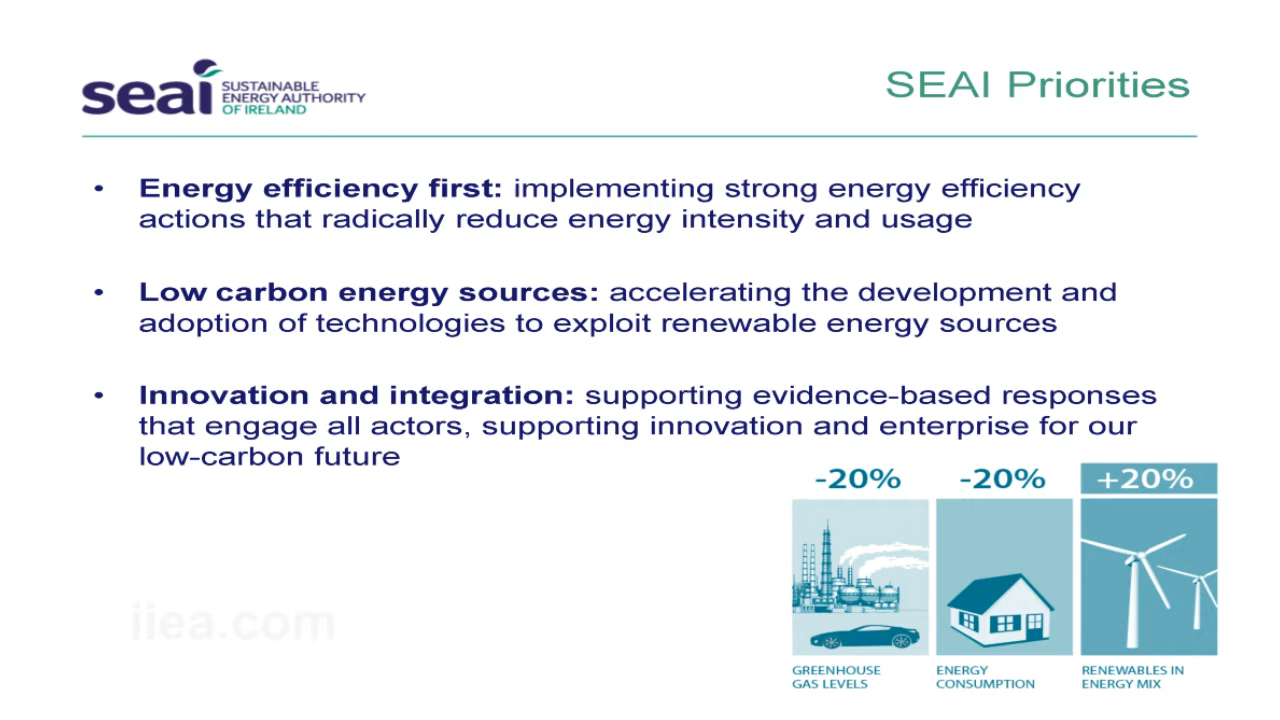 seai SUSTAINABLE
ENERGY AUTHORITY
OF IRELAND
SEAI Priorities
• Energy efficiency first: implementing strong energy efficiency
actions that radically reduce energy intensity and usage
• Low carbon energy sources: accelerating the development and
adoption of technologies to exploit renewable energy sources
• Innovation and integration: supporting evidence-based responses
that engage all actors, supporting innovation and enterprise for our
low-carbon future
-20% -20% +20%
iiea.com
GREENHOUSE ENERGY RENEWABLES IN
GAS LEVELS CONSUMPTION ENERGY MIX